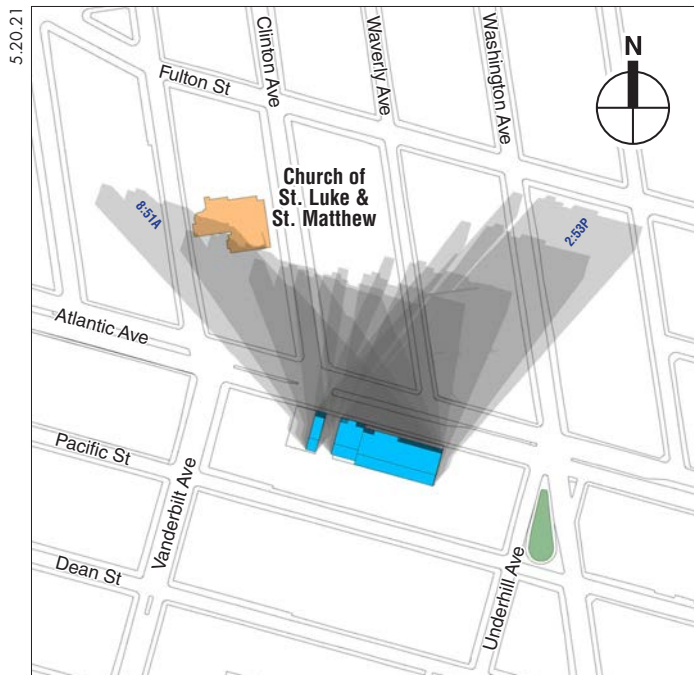 5.20.21
Fulton St
Clinton Ave
Waverly Ave
Washington Ave
N
Church of
St. Luke &
St. Matthew
8:51A
2:53P
Atlantic Ave
Pacific St
Vanderbilt Ave
Dean St
Underhill Ave